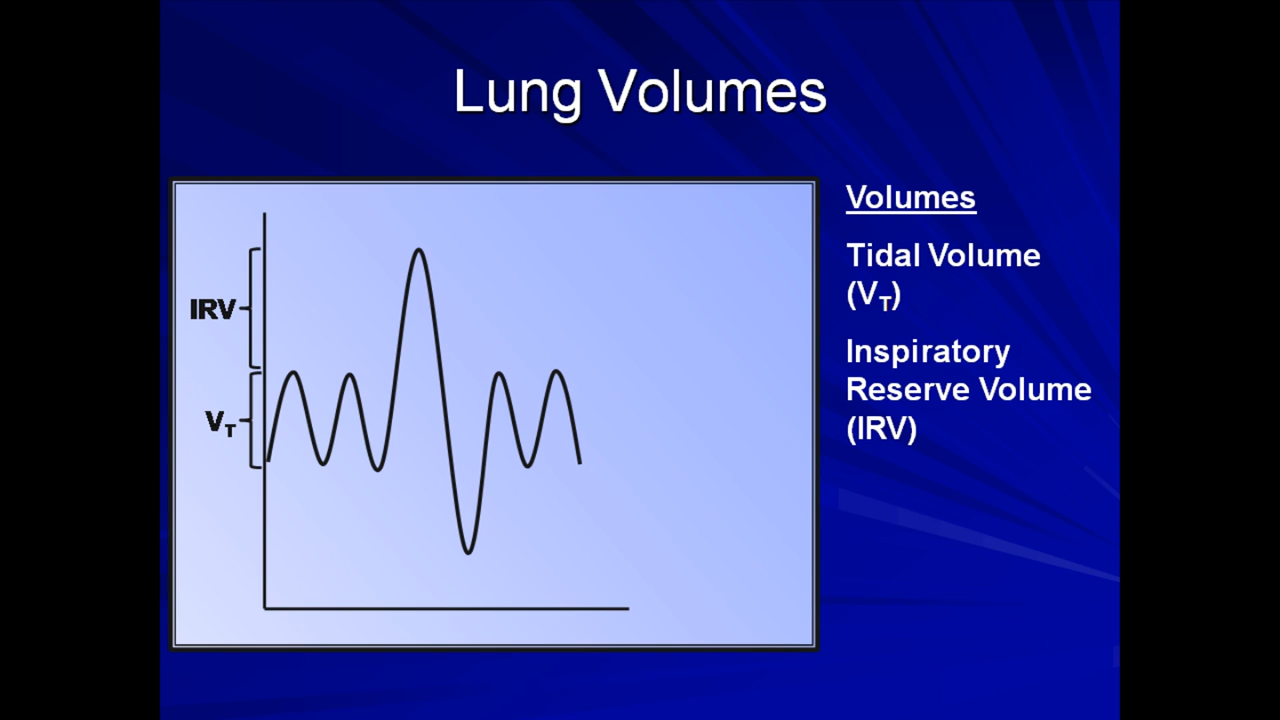 Lung Volumes
IRV
VT
Volumes
Tidal Volume
(VT)
Inspiratory
Reserve Volume
(IRV)